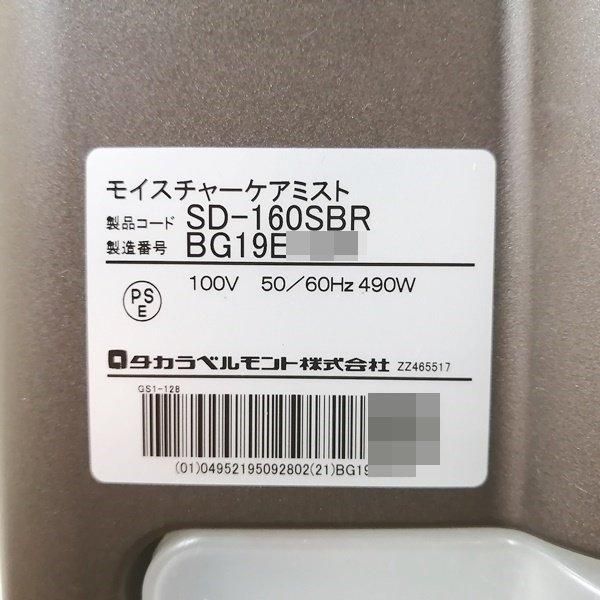 モイスチャーケアミスト
製品コード SD-160SBR
製造番号 BG19E
PS
E
100V 50/60Hz 490W
タカラベルモント株式会社 ZZ465517
GS1-128
(01)04952195092802(21)BG19